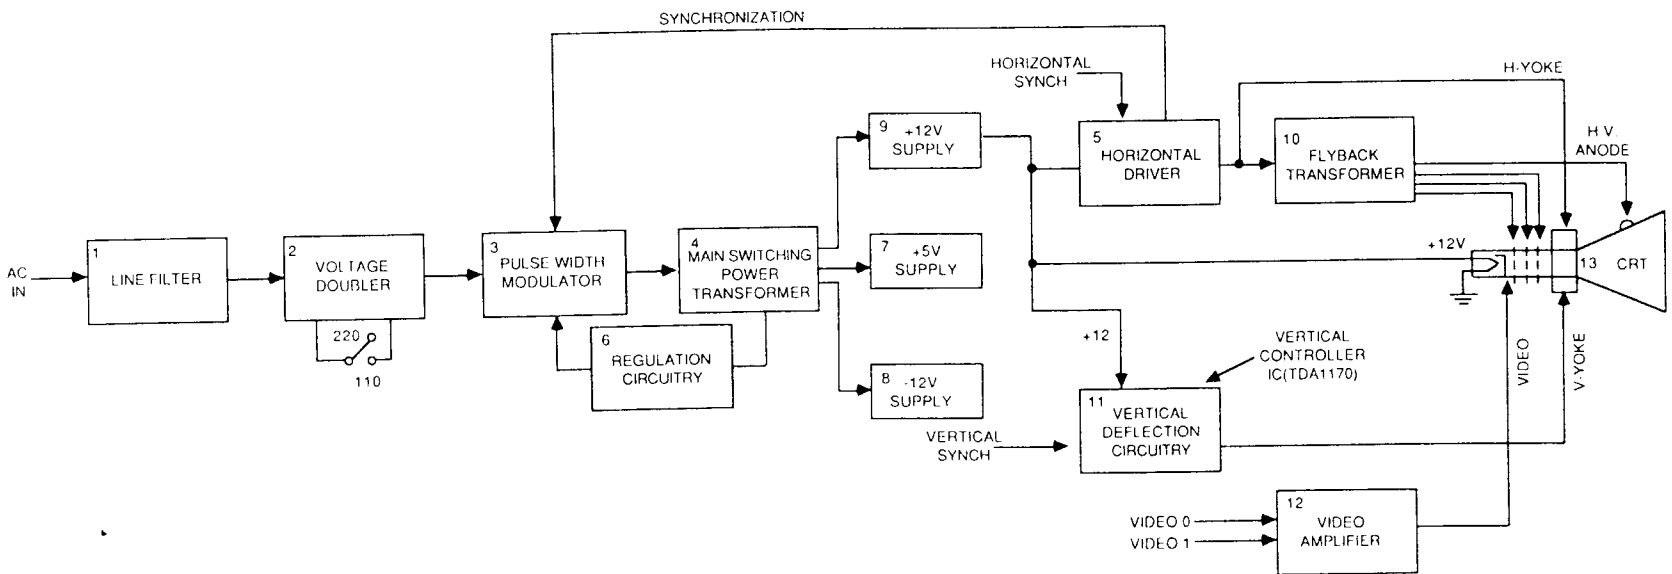 SYNCHRONIZATION
HORIZONTAL
SYNCH
H-YOKE
H.V.
ANODE
AC
IN
1
LINE FILTER
2
VOLTAGE
DOUBLER
220
110
3
PULSE WIDTH
MODULATOR
4
MAIN SWITCHING
POWER
TRANSFORMER
6
REGULATION
CIRCUITRY
9
+12V
SUPPLY
7
+5V
SUPPLY
8
-12V
SUPPLY
5
HORIZONTAL
DRIVER
10
FLYBACK
TRANSFORMER
+12V
13
CRT
+12
VERTICAL
CONTROLLER
IC(TDA1170)
VERTICAL
SYNCH
11
VERTICAL
DEFLECTION
CIRCUITRY
VIDEO
V-YOKE
VIDEO 0
VIDEO 1
12
VIDEO
AMPLIFIER